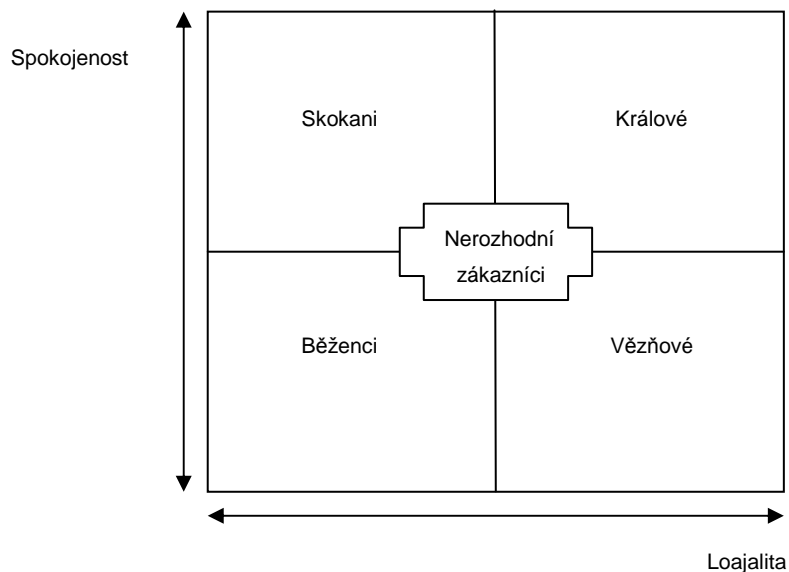 Spokojenost
Skokani
Králové
Nerozhodní
zákazníci
Běženci
Vězňové
Loajalita